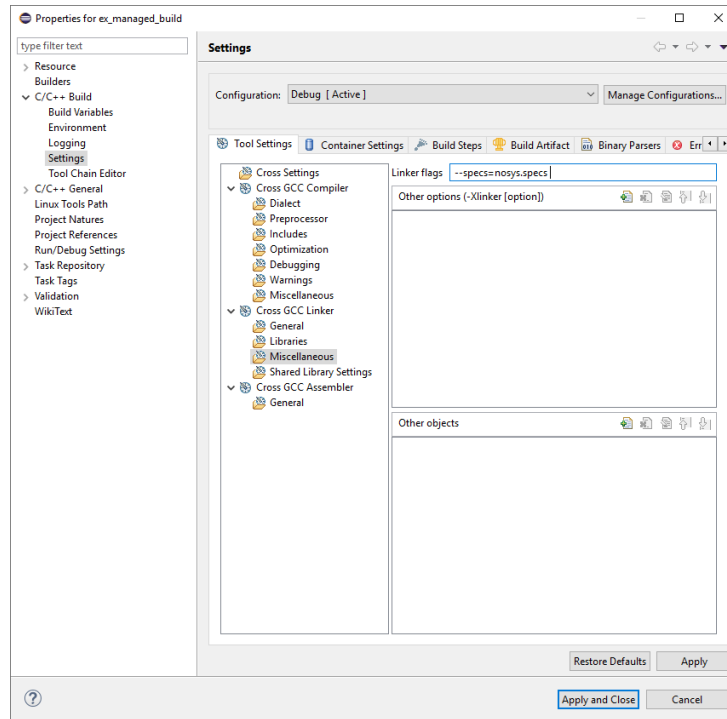 Properties for ex_managed_build
type filter text
Resource
Builders
C/C++ Build
Build Variables
Environment
Logging
Settings
Tool Chain Editor
C/C++ General
Linux Tools Path
Project Natures
Project References
Run/Debug Settings
Task Repository
Task Tags
Validation
WikiText
Settings
Configuration: Debug [ Active ] Manage Configurations...
Tool Settings Container Settings Build Steps Build Artifact Binary Parsers Err
Cross Settings
Cross GCC Compiler
Dialect
Preprocessor
Includes
Optimization
Debugging
Warnings
Miscellaneous
Cross GCC Linker
General
Libraries
Miscellaneous
Shared Library Settings
Cross GCC Assembler
General
Linker flags --specs=nosys.specs
Other options (-Xlinker [option])
Other objects
Restore Defaults Apply
? Apply and Close Cancel